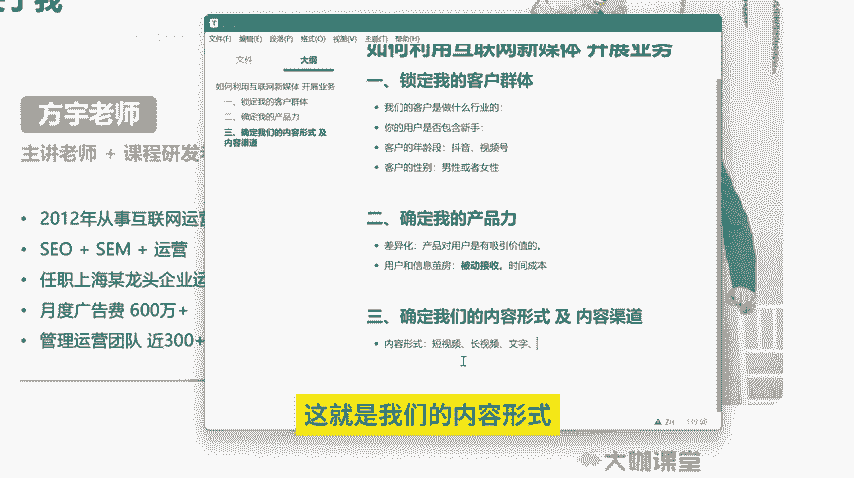 于我
方宇老师
主讲老师 + 课程研发
2012年从事互联网运营
SEO + SEM + 运营
任职上海某龙头企业运
月度广告费 600万+
管理运营团队 近300+
文件(F) 编辑(E) 段落(P) 格式(O) 视图(V) 主题(T) 帮助(H)
文件 大纲
如何利用互联网新媒体 开展业务
一、锁定我的客户群体
二、确定我的产品力
三、确定我们的内容形式 及
内容渠道
如何利用互联网新媒体 开展业务
一、锁定我的客户群体
我们的客户是做什么行业的:
你的用户是否包含新手:
客户的年龄段: 抖音、视频号
客户的性别: 男性或者女性
二、确定我的产品力
差异化: 产品对用户是有吸引价值的。
用户和信息茧房: 被动接收。时间成本
三、确定我们的内容形式 及 内容渠道
内容形式: 短视频、长视频、文字、
这就是我们的内容形式
大咖课堂